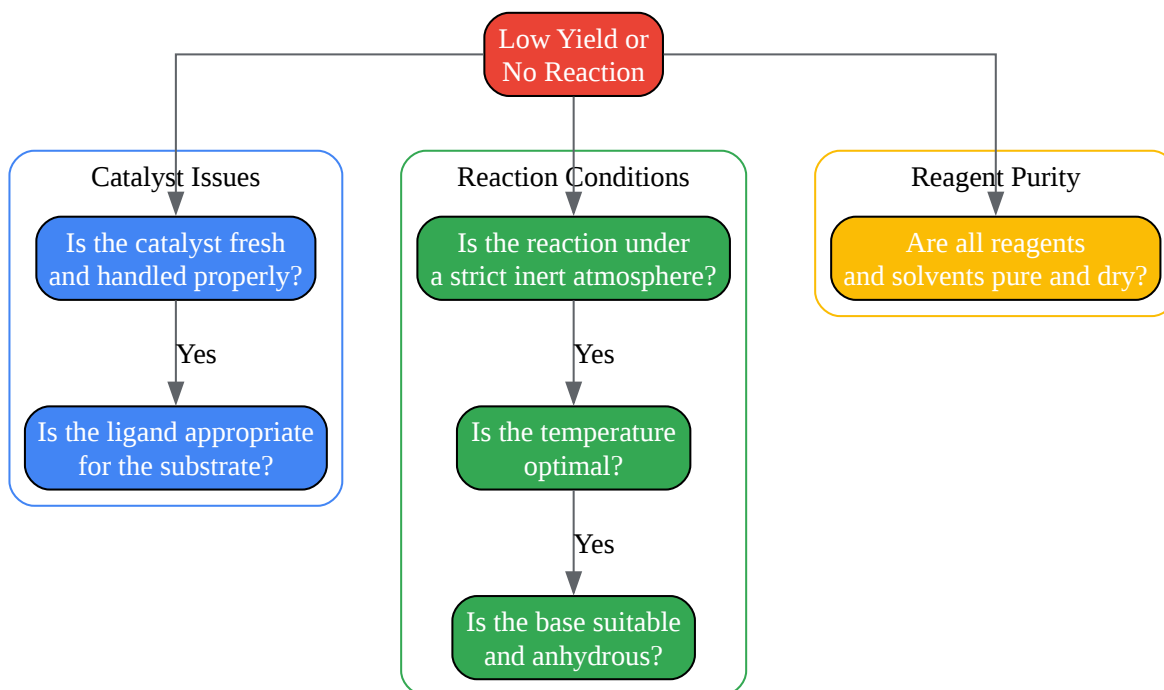 Low Yield or
No Reaction
Catalyst Issues
Is the catalyst fresh
and handled properly?
Yes
Is the ligand appropriate
for the substrate?
Reaction Conditions
Is the reaction under
a strict inert atmosphere?
Yes
Is the temperature
optimal?
Yes
Is the base suitable
and anhydrous?
Reagent Purity
Are all reagents
and solvents pure and dry?